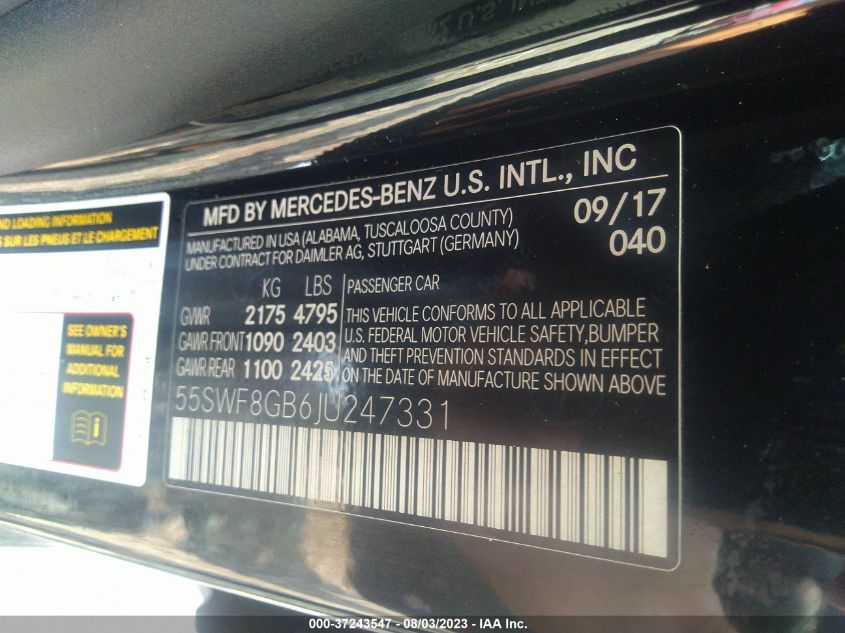 MFD BY MERCEDES-BENZ U.S. INTL., INC
MANUFACTURED IN USA (ALABAMA, TUSCALOOSA COUNTY)
UNDER CONTRACT FOR DAIMLER AG, STUTTGART (GERMANY)
09/17
040
KG LBS
GVWR 2175 4795
GAWR FRONT 1090 2403
GAWR REAR 1100 2425
PASSENGER CAR
THIS VEHICLE CONFORMS TO ALL APPLICABLE
U.S. FEDERAL MOTOR VEHICLE SAFETY, BUMPER
AND THEFT PREVENTION STANDARDS IN EFFECT
ON THE DATE OF MANUFACTURE SHOWN ABOVE
55SWF8GB6JU247331
ND LOADING INFORMATION
SUR LES PNEUS ET LE CHARGEMENT
SEE OWNER'S
MANUAL FOR
ADDITIONAL
INFORMATION
000-37243547 - 08/03/2023 - IAA Inc.